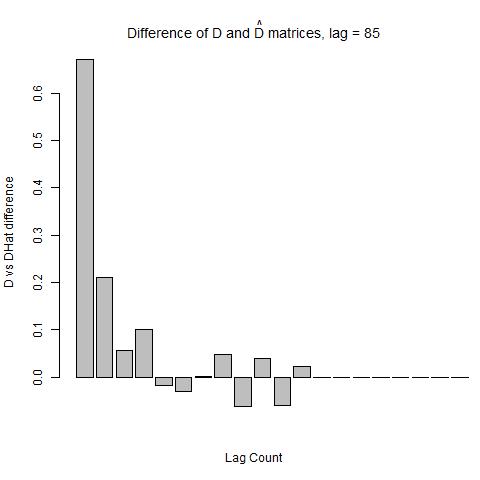 Difference of D and D̂ matrices, lag = 85
D vs DHat difference
0.6
0.5
0.4
0.3
0.2
0.1
0.0
Lag Count